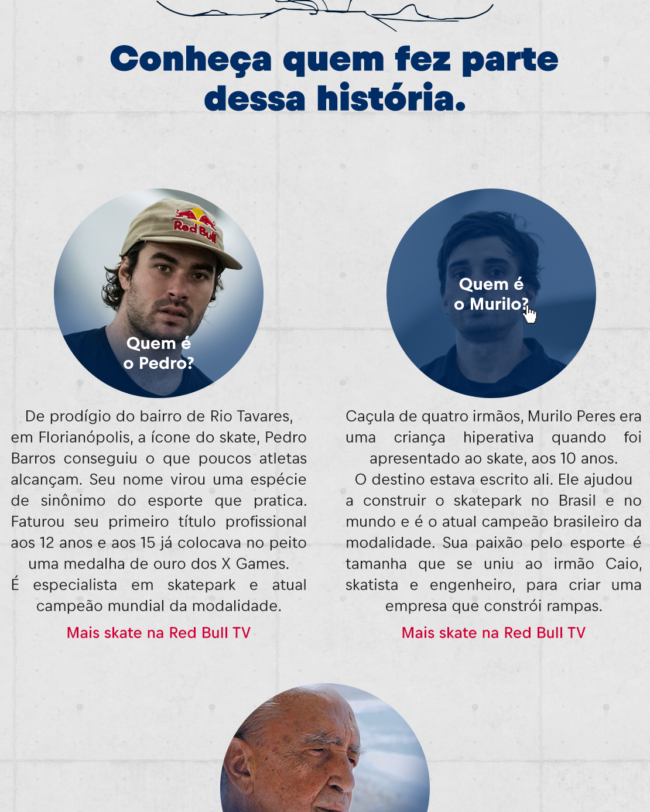 Conheça quem fez parte
dessa história.
Red Bull
Quem é
o Pedro?
Quem é
o Murilo?
De prodígio do bairro de Rio Tavares,
em Florianópolis, a ícone do skate, Pedro
Barros conseguiu o que poucos atletas
alcançam. Seu nome virou uma espécie
de sinônimo do esporte que pratica.
Faturou seu primeiro título profissional
aos 12 anos e aos 15 já colocava no peito
uma medalha de ouro dos X Games.
É especialista em skatepark e atual
campeão mundial da modalidade.
Mais skate na Red Bull TV
Caçula de quatro irmãos, Murilo Peres era
uma criança hiperativa quando foi
apresentado ao skate, aos 10 anos.
O destino estava escrito ali. Ele ajudou
a construir o skatepark no Brasil e no
mundo e é o atual campeão brasileiro da
modalidade. Sua paixão pelo esporte é
tamanha que se uniu ao irmão Caio,
skatista e engenheiro, para criar uma
empresa que constrói rampas.
Mais skate na Red Bull TV